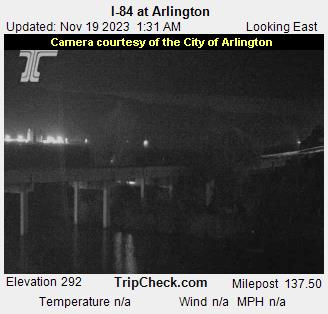 I-84 at Arlington
Updated: Nov 19 2023 1:31 AM Looking East
Camera courtesy of the City of Arlington
Elevation 292 TripCheck.com Milepost 137.50
Temperature n/a Wind n/a MPH n/a